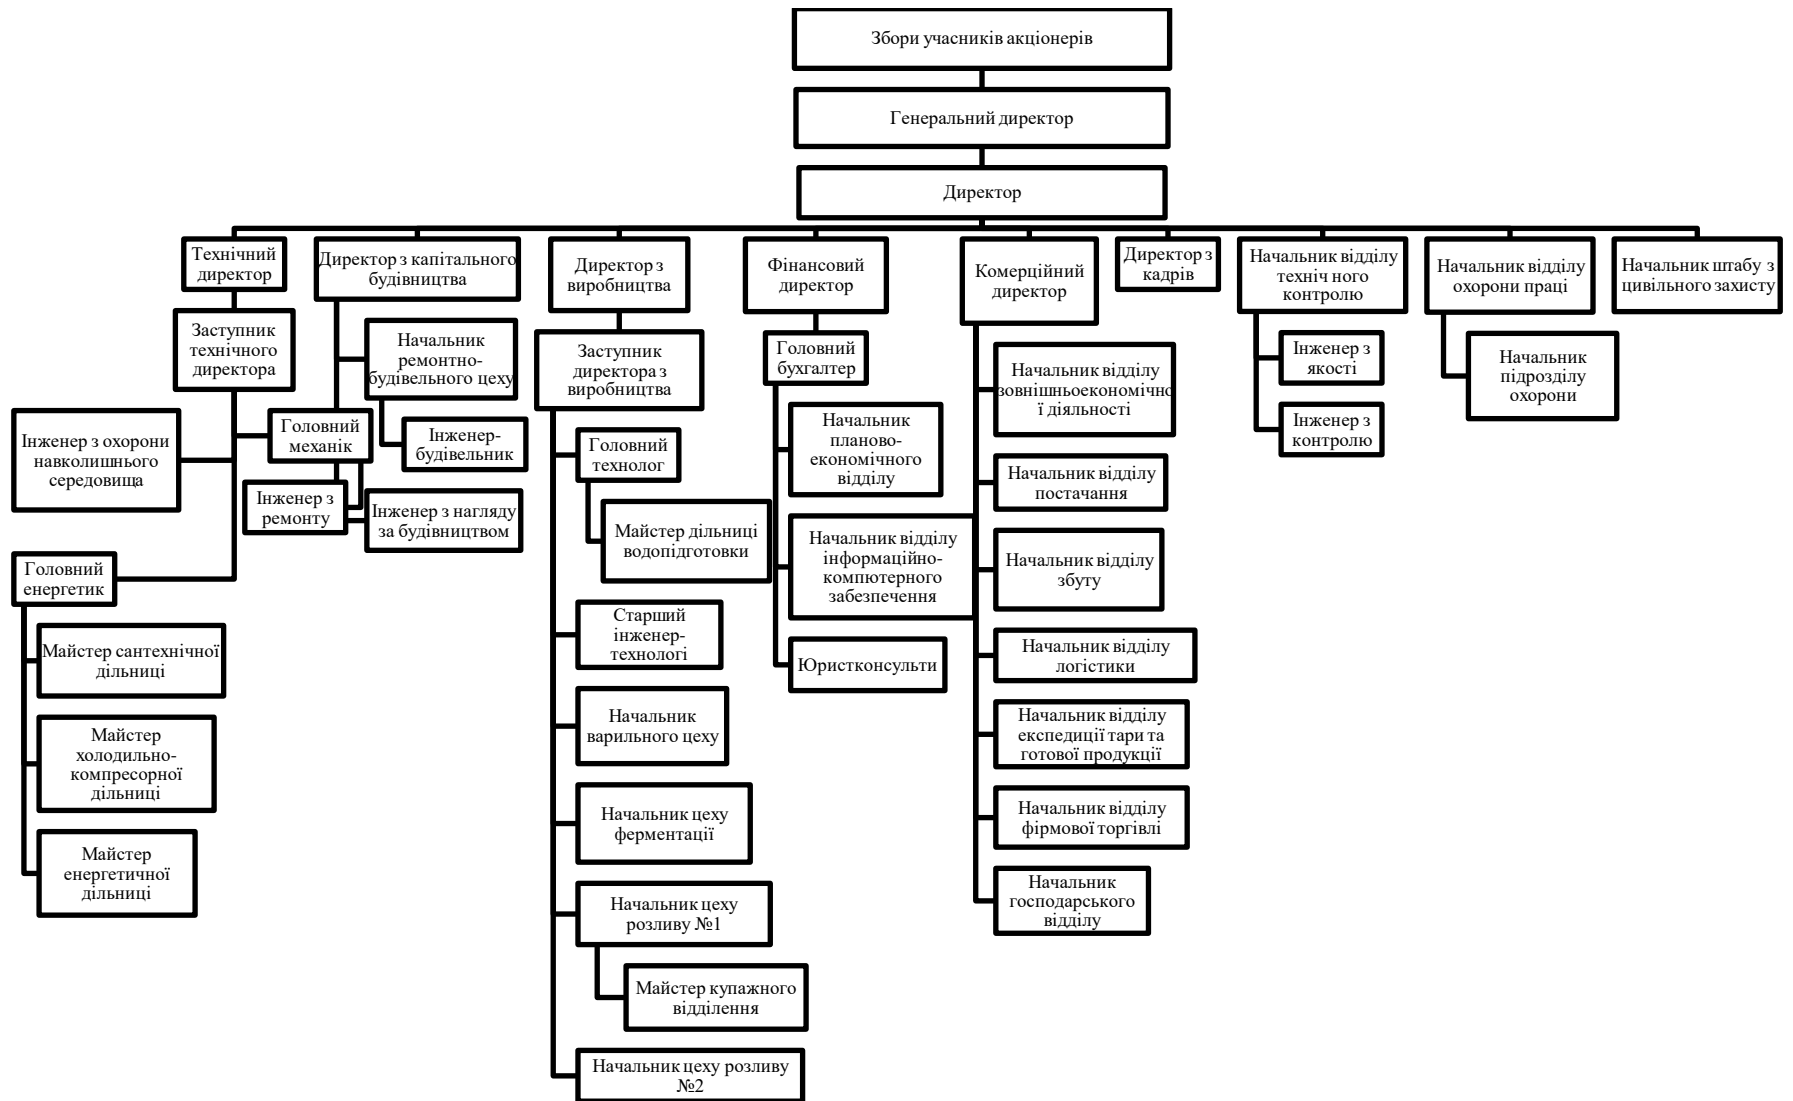 Збори учасників акціонерів
Генеральний директор
Директор
Технічний
директор
Директор з капітального
будівництва
Директор з
виробництва
Фінансовий
директор
Комерційний
директор
Директор з
кадрів
Начальник відділу
техніч ного
контролю
Начальник відділу
охорони праці
Начальник штабу з
цивільного захисту
Заступник
технічного
директора
Інженер з охорони
навколишнього
середовища
Головний
механік
Інженер з
ремонту
Головний
енергетик
Майстер сантехнічної
дільниці
Майстер
холодильно-
компресорної
дільниці
Майстер
енергетичної
дільниці
Начальник
ремонтно-
будівельного цеху
Інженер-
будівельник
Інженер з нагляду
за будівництвом
Заступник
директора з
виробництва
Головний
технолог
Майстер дільниці
водопідготовки
Старший
інженер-
технологі
Начальник
варильного цеху
Начальник цеху
ферментації
Начальник цеху
розливу №1
Майстер купажного
відділення
Начальник цеху розливу
№2
Головний
бухгалтер
Начальник
планово-
економічного
відділу
Начальник відділу
інформаційно-
компютерного
забезпечення
Юристконсульти
Начальник відділу
зовнішньоекономічно
ї діяльності
Начальник відділу
постачання
Начальник відділу
збуту
Начальник відділу
логістики
Начальник відділу
експедиції тари та
готової продукції
Начальник відділу
фірмової торгівлі
Начальник
господарського
відділу
Інженер з
якості
Інженер з
контролю
Начальник
підрозділу
охорони